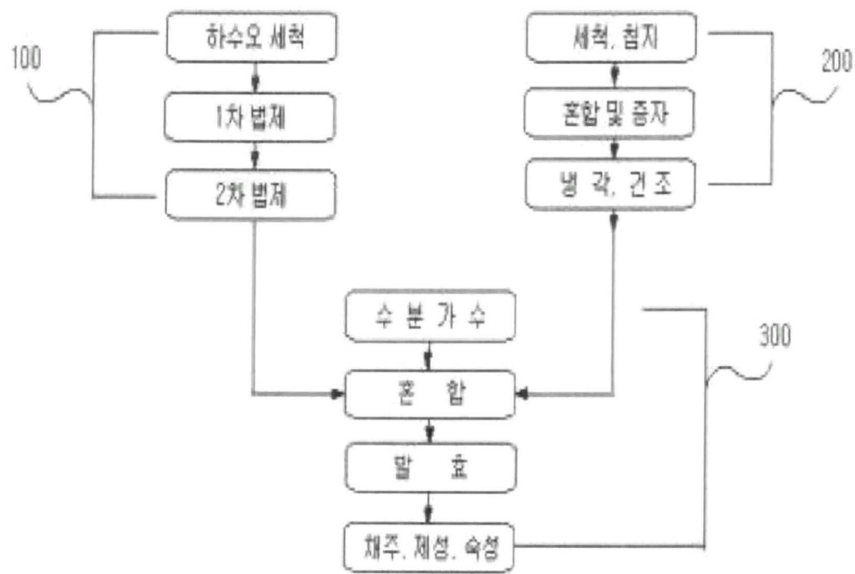 100
하수오 세척
1차 법제
2차 법제
세척, 침지
혼합 및 증자
냉 각, 건 조
200
수 분 가 수
혼 합
발 효
채주, 제성, 숙성
300